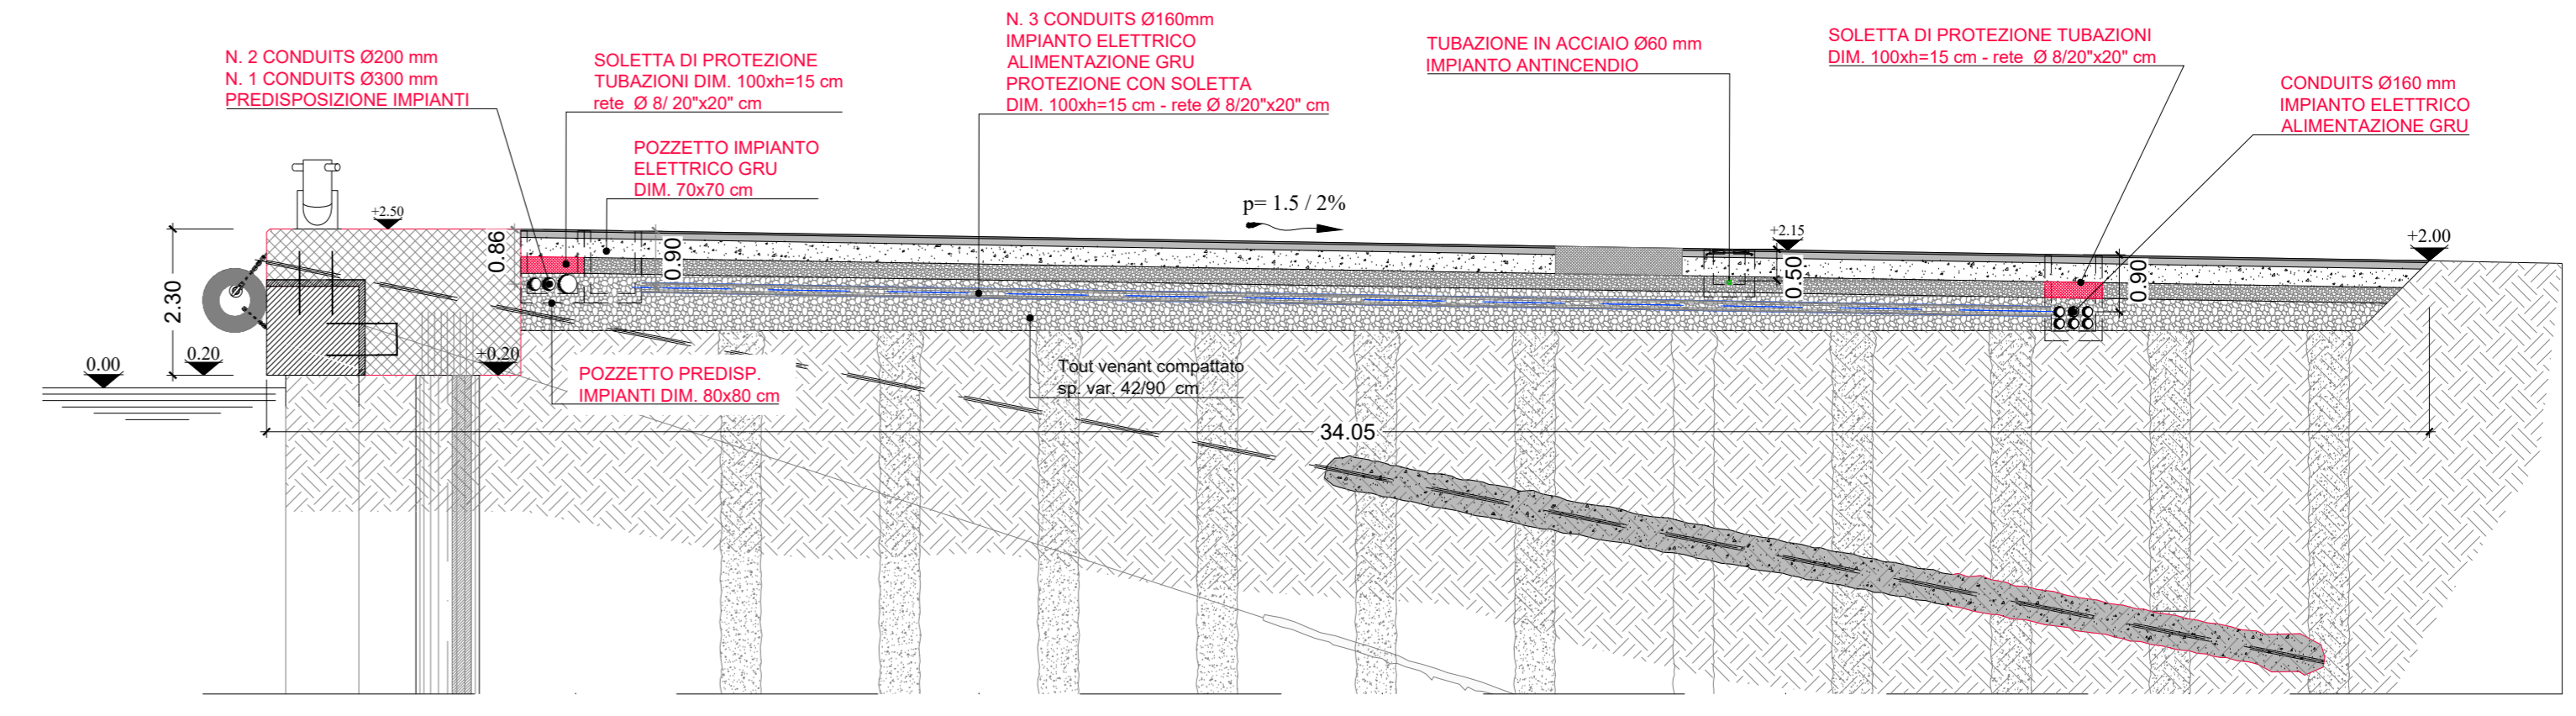 N. 2 CONDUITS Ø200 mm
N. 1 CONDUITS Ø300 mm
PREDISPOSIZIONE IMPIANTI
SOLETTA DI PROTEZIONE
TUBAZIONI DIM. 100xh=15 cm
rete Ø 8/ 20"x20" cm
POZZETTO IMPIANTO
ELETTRICO GRU
DIM. 70x70 cm
N. 3 CONDUITS Ø160mm
IMPIANTO ELETTRICO
ALIMENTAZIONE GRU
PROTEZIONE CON SOLETTA
DIM. 100xh=15 cm - rete Ø 8/20"x20" cm
TUBAZIONE IN ACCIAIO Ø60 mm
IMPIANTO ANTINCENDIO
SOLETTA DI PROTEZIONE TUBAZIONI
DIM. 100xh=15 cm - rete Ø 8/20"x20" cm
CONDUITS Ø160 mm
IMPIANTO ELETTRICO
ALIMENTAZIONE GRU
p= 1.5 / 2%
+2.50
0.86
0.90
+2.15
0.50
0.90
+2.00
2.30
0.00
0.20
+0.20
POZZETTO PREDISP.
IMPIANTI DIM. 80x80 cm
Tout venant compattato
sp. var. 42/90 cm
34.05